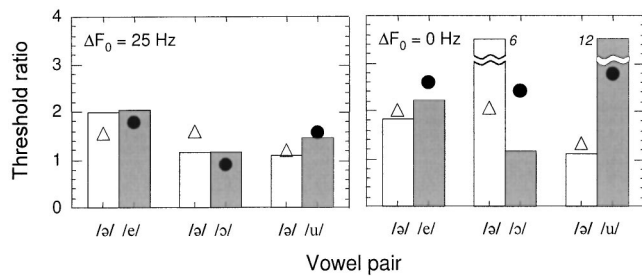 ΔF₀ = 25 Hz
ΔF₀ = 0 Hz
6
12
Threshold ratio
4
3
2
1
0
/ə/ /e/
/ə/ /ɔ/
/ə/ /u/
/ə/ /e/
/ə/ /ɔ/
/ə/ /u/
Vowel pair